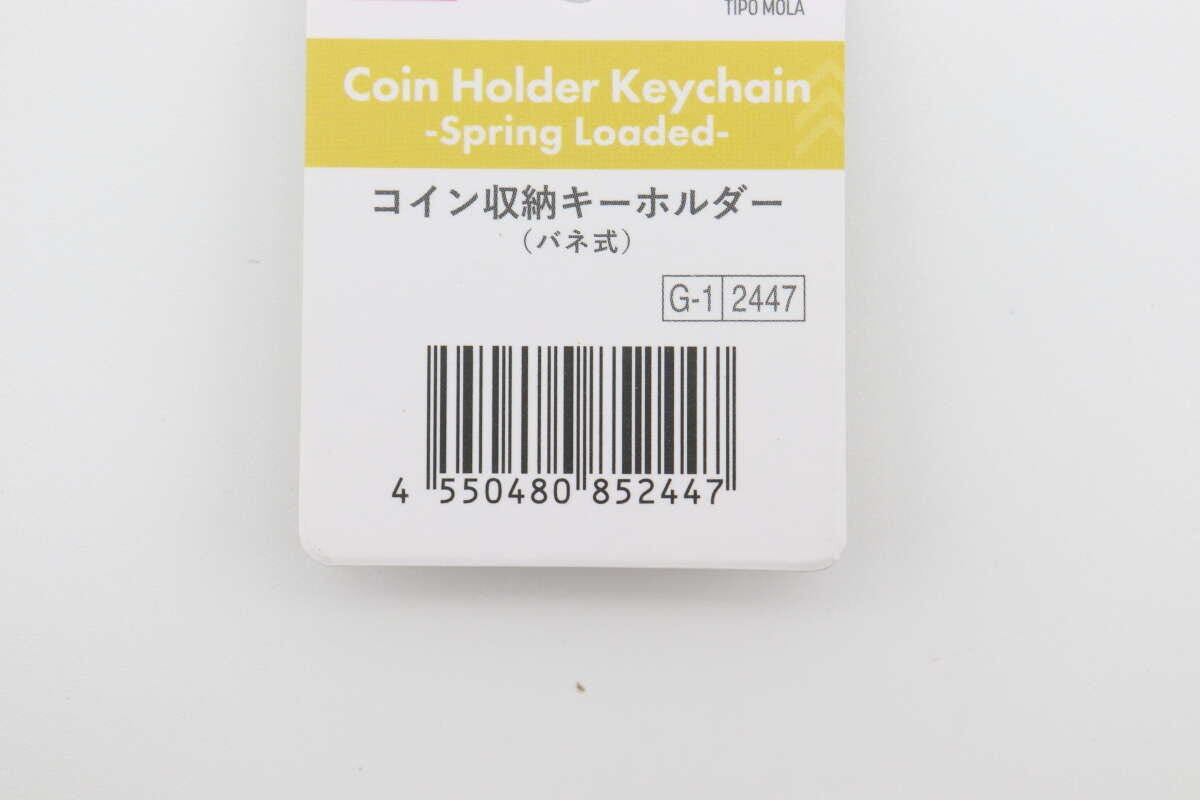 TIPO MOLA
Coin Holder Keychain
-Spring Loaded-
コイン収納キーホルダー
（バネ式）
G-1 2447
4 550480 852447